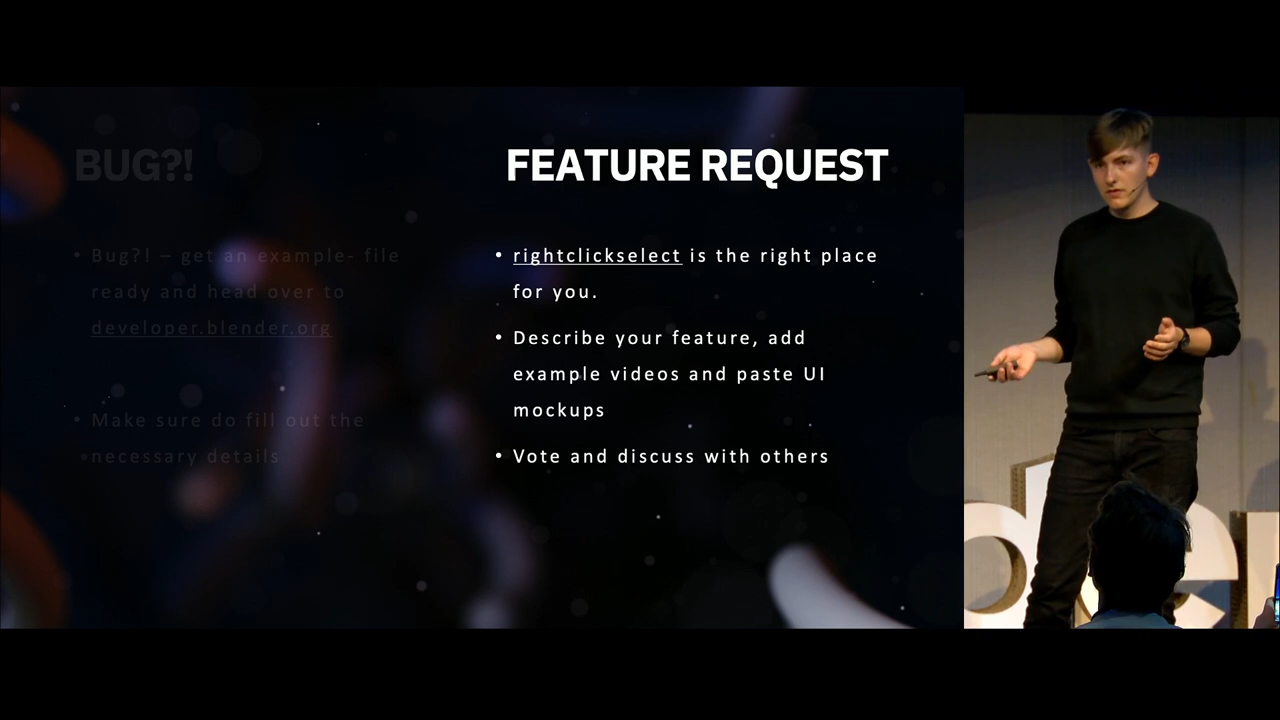 BUG?!
• Bug?! – get an example- file
ready and head over to
developer.blender.org
• Make sure do fill out the
• necessary details
FEATURE REQUEST
• rightclickselect is the right place
for you.
• Describe your feature, add
example videos and paste UI
mockups
• Vote and discuss with others
de